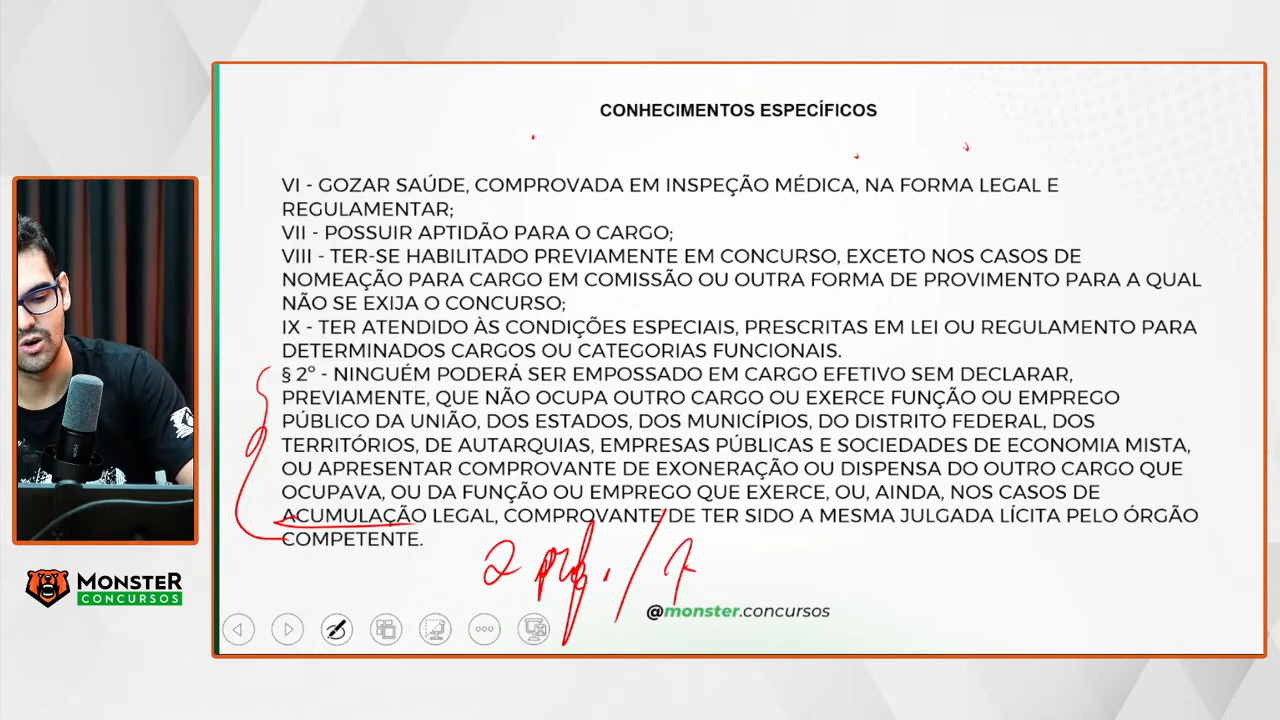 CONHECIMENTOS ESPECÍFICOS
VI - GOZAR SAÚDE, COMPROVADA EM INSPEÇÃO MÉDICA, NA FORMA LEGAL E
REGULAMENTAR;
VII - POSSUIR APTIDÃO PARA O CARGO;
VIII - TER-SE HABILITADO PREVIAMENTE EM CONCURSO, EXCETO NOS CASOS DE
NOMEAÇÃO PARA CARGO EM COMISSÃO OU OUTRA FORMA DE PROVIMENTO PARA A QUAL
NÃO SE EXIJA O CONCURSO;
IX - TER ATENDIDO ÀS CONDIÇÕES ESPECIAIS, PRESCRITAS EM LEI OU REGULAMENTO PARA
DETERMINADOS CARGOS OU CATEGORIAS FUNCIONAIS.
§ 2º - NINGUÉM PODERÁ SER EMPOSSADO EM CARGO EFETIVO SEM DECLARAR,
PREVIAMENTE, QUE NÃO OCUPA OUTRO CARGO OU EXERCE FUNÇÃO OU EMPREGO
PÚBLICO DA UNIÃO, DOS ESTADOS, DOS MUNICÍPIOS, DO DISTRITO FEDERAL, DOS
TERRITÓRIOS, DE AUTARQUIAS, EMPRESAS PÚBLICAS E SOCIEDADES DE ECONOMIA MISTA,
OU APRESENTAR COMPROVANTE DE EXONERAÇÃO OU DISPENSA DO OUTRO CARGO QUE
OCUPAVA, OU DA FUNÇÃO OU EMPREGO QUE EXERCE, OU, AINDA, NOS CASOS DE
ACUMULAÇÃO LEGAL, COMPROVANTE DE TER SIDO A MESMA JULGADA LÍCITA PELO ÓRGÃO
COMPETENTE.
2 prof. /
@monster.concursos
MONSTER
CONCURSOS